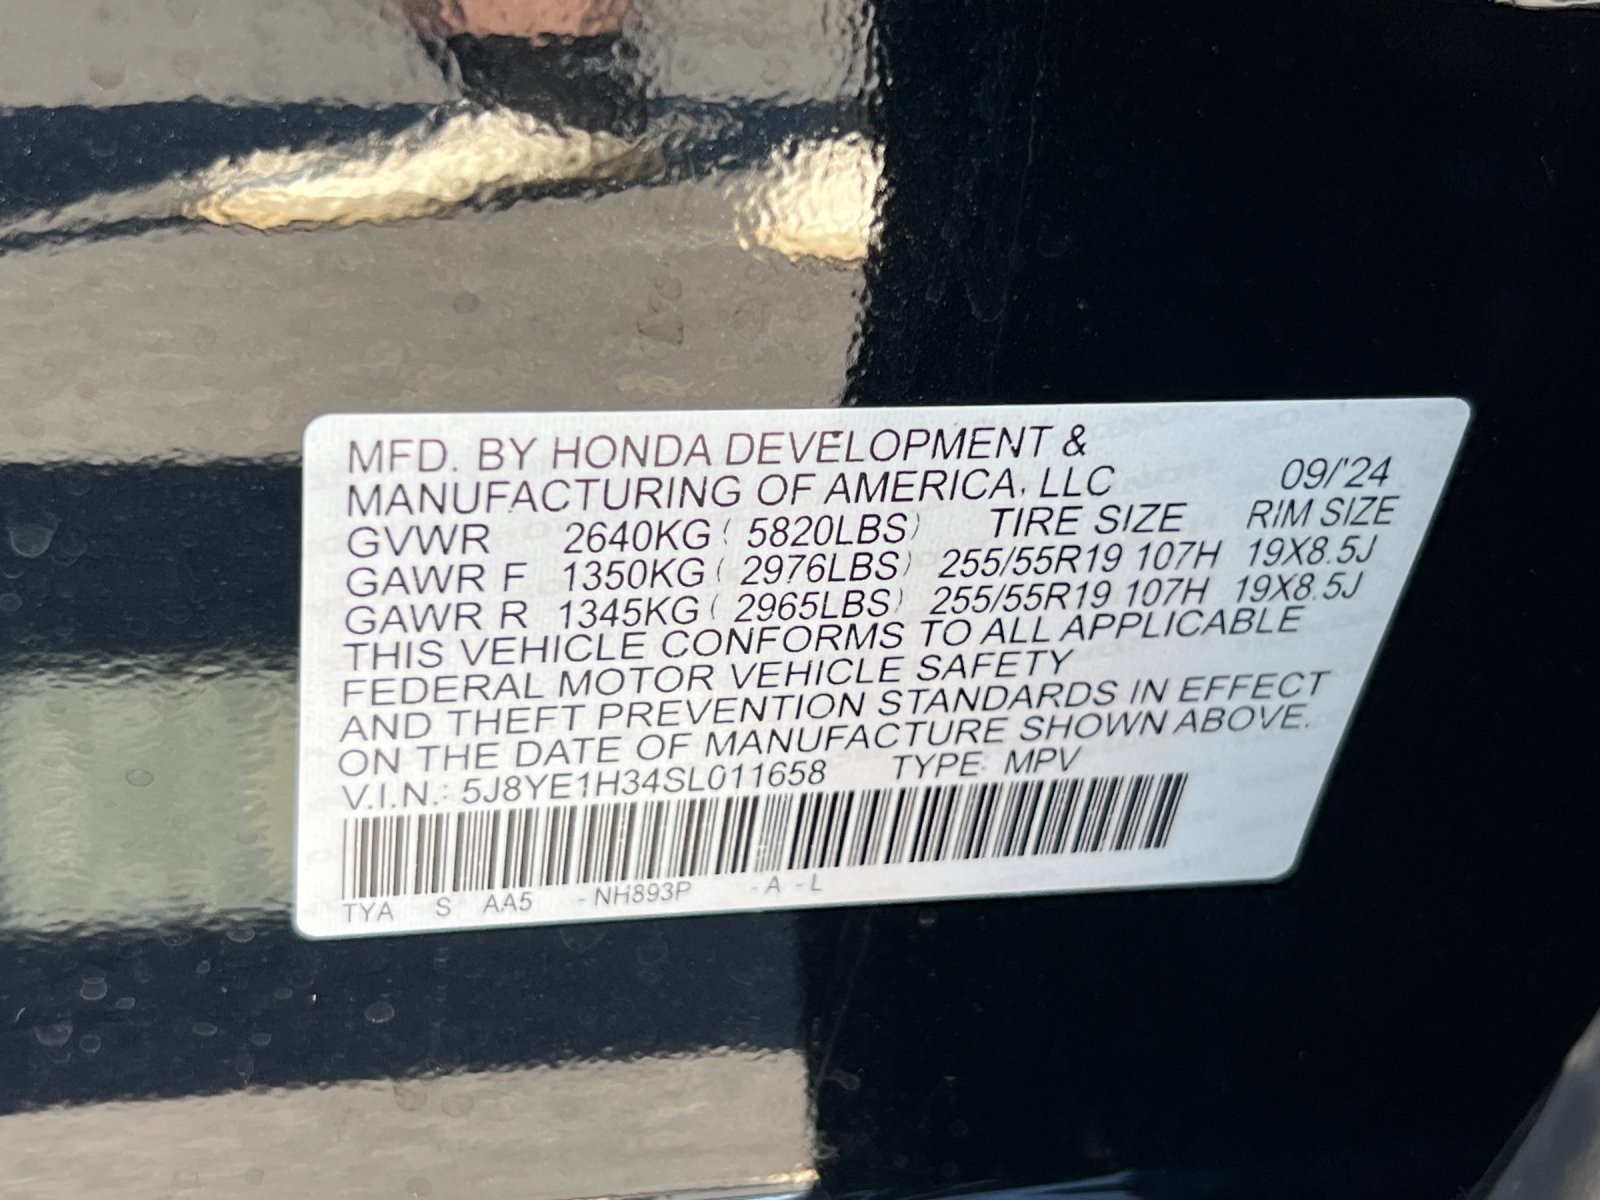 MFD. BY HONDA DEVELOPMENT &
MANUFACTURING OF AMERICA, LLC 09/'24
GVWR 2640KG ( 5820LBS) TIRE SIZE RIM SIZE
GAWR F 1350KG ( 2976LBS) 255/55R19 107H 19X8.5J
GAWR R 1345KG ( 2965LBS) 255/55R19 107H 19X8.5J
THIS VEHICLE CONFORMS TO ALL APPLICABLE
FEDERAL MOTOR VEHICLE SAFETY
AND THEFT PREVENTION STANDARDS IN EFFECT
ON THE DATE OF MANUFACTURE SHOWN ABOVE.
V.I.N.: 5J8YE1H34SL011658 TYPE: MPV
TYA S AA5 -NH893P -A -L